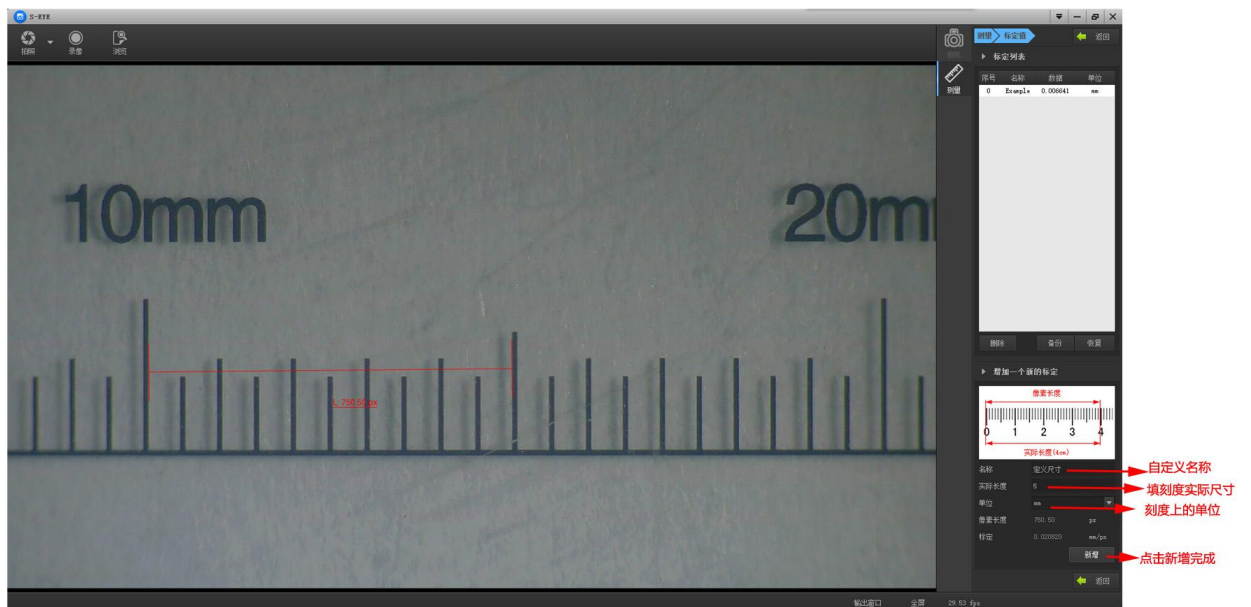 S-EYE
拍照
录像
浏览
相机
测量
测量 标定值
返回
标定列表
序号 名称 数据 单位
0 Example 0.006641 mm
删除 备份 恢复
10mm
20m
L: 750.50 px
增加一个新的标定
像素长度
0 1 2 3 4
实际长度(4cm)
名称 定义尺寸
自定义名称
实际长度 5
填刻度实际尺寸
单位 mm
刻度上的单位
像素长度 750.50 px
标定 0.020820 mm/px
新增
点击新增完成
返回
输出窗口 全屏 29.53 fps